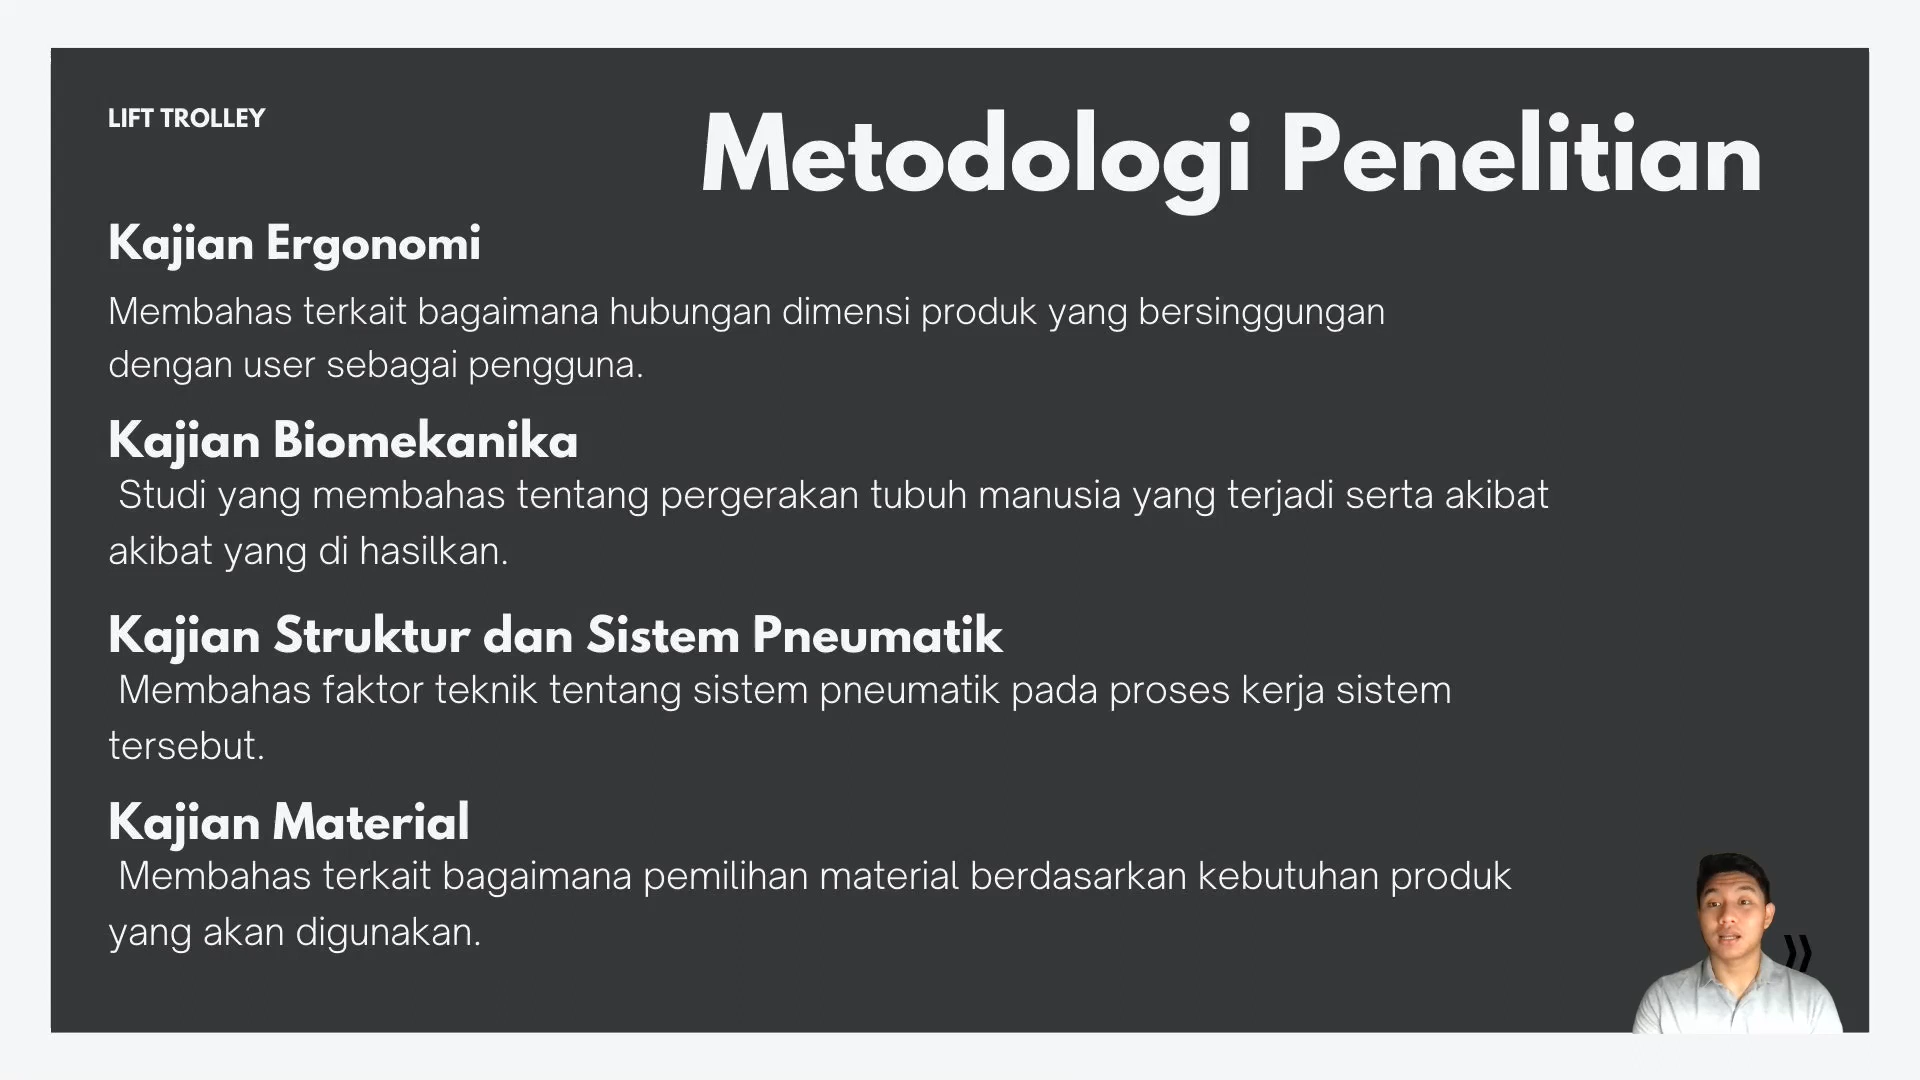 LIFT TROLLEY
Metodologi Penelitian
Kajian Ergonomi
Membahas terkait bagaimana hubungan dimensi produk yang bersinggungan
dengan user sebagai pengguna.
Kajian Biomekanika
Studi yang membahas tentang pergerakan tubuh manusia yang terjadi serta akibat
akibat yang di hasilkan.
Kajian Struktur dan Sistem Pneumatik
Membahas faktor teknik tentang sistem pneumatik pada proses kerja sistem
tersebut.
Kajian Material
Membahas terkait bagaimana pemilihan material berdasarkan kebutuhan produk
yang akan digunakan.